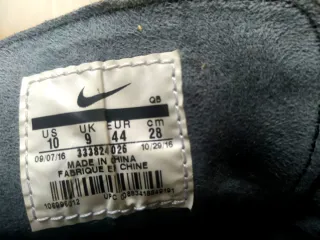 QB
US UK EUR cm
10 9 44 28
09/07/16 333824026 10/29/16
MADE IN CHINA
FABRIQUE EN CHINE
UPC